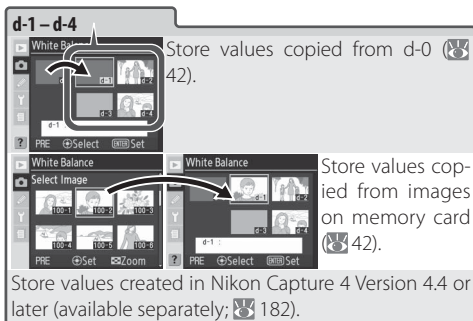 d-1 – d-4
White Balance
d-1
d-2
d-3
d-4
d-1
PRE
Select
ENTER Set
Store values copied from d-0 (
42).
White Balance
Select Image
100-1
100-2
100-3
100-4
100-5
100-6
PRE
Set
Zoom
White Balance
d-1
d-2
d-3
d-4
d-1 :
? PRE
Select
ENTER Set
Store values cop-
ied from images
on memory card
( 42).
Store values created in Nikon Capture 4 Version 4.4 or
later (available separately; 182).